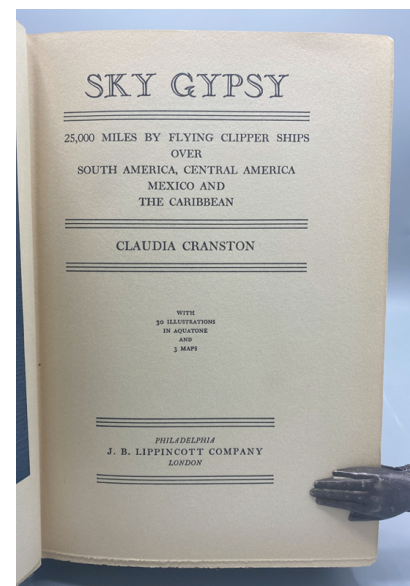 SKY GYPSY
25,000 MILES BY FLYING CLIPPER SHIPS
OVER
SOUTH AMERICA, CENTRAL AMERICA
MEXICO AND
THE CARIBBEAN
CLAUDIA CRANSTON
WITH
30 ILLUSTRATIONS
IN AQUATONE
AND
3 MAPS
PHILADELPHIA
J. B. LIPPINCOTT COMPANY
LONDON